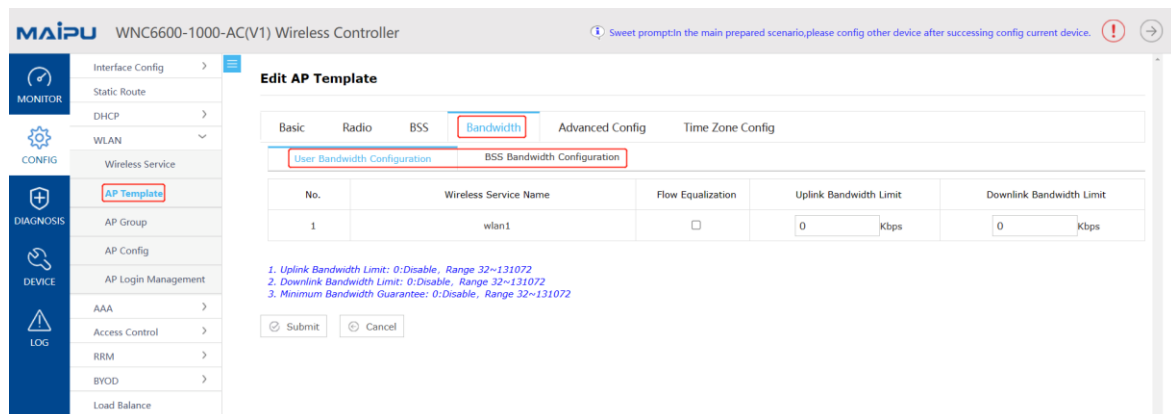 MAIPU WNC6600-1000-AC(V1) Wireless Controller
Sweet prompt:In the main prepared scenario,please config other device after successing config current device.
MONITOR
CONFIG
DIAGNOSIS
DEVICE
LOG
Interface Config
Static Route
DHCP
WLAN
Wireless Service
AP Template
AP Group
AP Config
AP Login Management
AAA
Access Control
RRM
BYOD
Load Balance
Edit AP Template
Basic Radio BSS Bandwidth Advanced Config Time Zone Config
User Bandwidth Configuration BSS Bandwidth Configuration
No. Wireless Service Name Flow Equalization Uplink Bandwidth Limit Downlink Bandwidth Limit
1 wlan1 0 Kbps 0 Kbps
1. Uplink Bandwidth Limit: 0:Disable, Range 32~131072
2. Downlink Bandwidth Limit: 0:Disable, Range 32~131072
3. Minimum Bandwidth Guarantee: 0:Disable, Range 32~131072
Submit Cancel